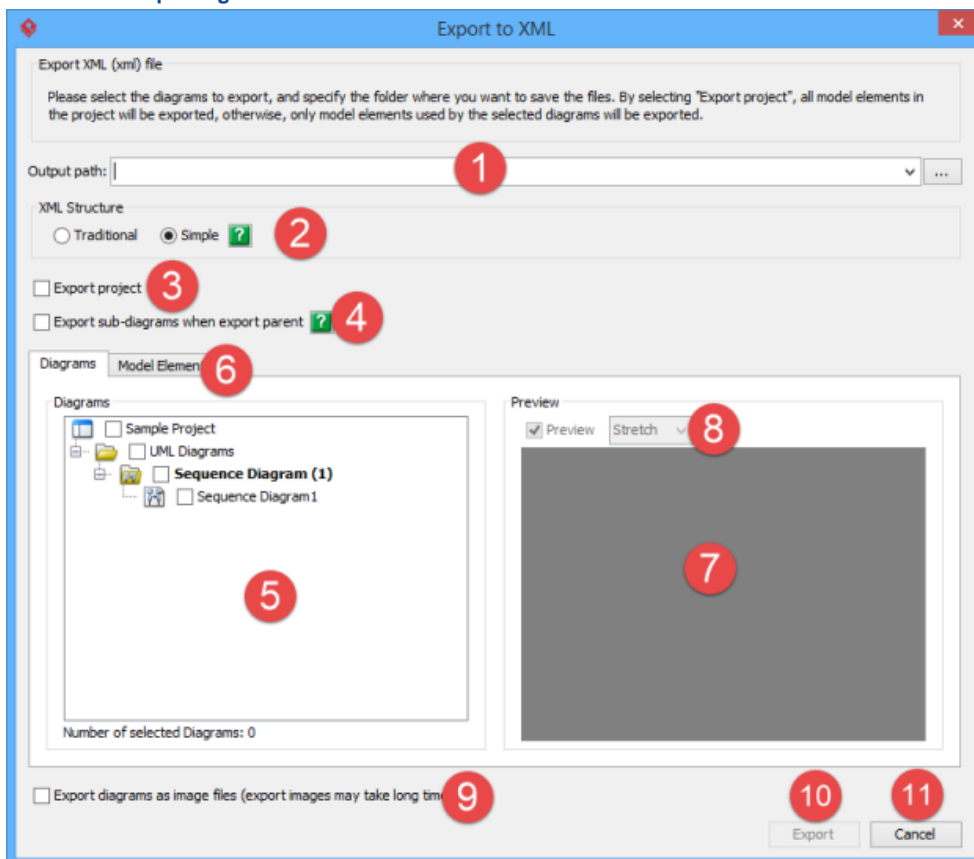 Export to XML
Export XML (xml) file
Please select the diagrams to export, and specify the folder where you want to save the files. By selecting "Export project", all model elements in
the project will be exported, otherwise, only model elements used by the selected diagrams will be exported.
Output path:
1
...
XML Structure
Traditional Simple ? 2
Export project 3
Export sub-diagrams when export parent ? 4
Diagrams Model Elemen 6
Diagrams
Sample Project
UML Diagrams
Sequence Diagram (1)
Sequence Diagram1
5
Number of selected Diagrams: 0
Preview
Preview Stretch 8
7
Export diagrams as image files (export images may take long tim 9
10 11
Export Cancel